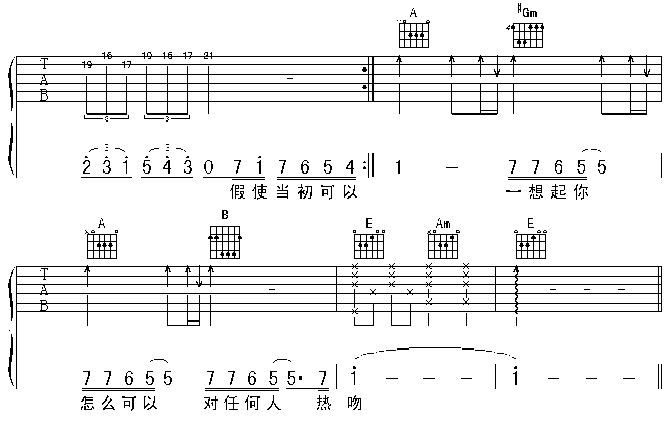 A #Gm
19 16 17 19 16 17 21
T
A
B
3 3
3 3
2 3 1 5 4 3 0 7 1 7 6 5 4 1 — 7 7 6 5 5
假使当初可以 一想起你
A B E Am E
T
A
B
7 7 6 5 5 7 7 6 5 5· 7 1 — — — 1 — — —
怎么可以 对任何人 热吻